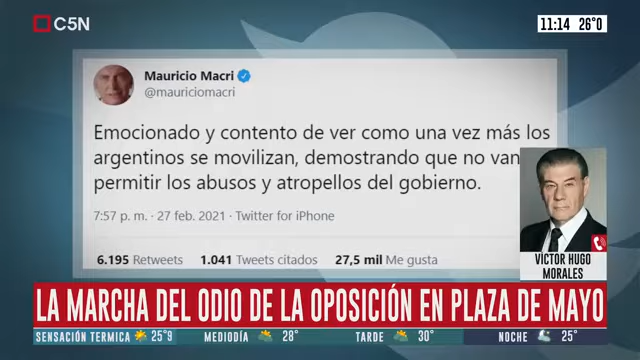 C5N
11:14 26°O
Mauricio Macri
@mauriciomacri
Emocionado y contento de ver como una vez más los
argentinos se movilizan, demostrando que no van
permitir los abusos y atropellos del gobierno.
7:57 p. m. · 27 feb. 2021 · Twitter for iPhone
6.195 Retweets 1.041 Tweets citados 27,5 mil Me gusta
VÍCTOR HUGO
MORALES
LA MARCHA DEL ODIO DE LA OPOSICIÓN EN PLAZA DE MAYO
SENSACIÓN TERMICA 25°9 MEDIODÍA 28° TARDE 30° NOCHE 25°